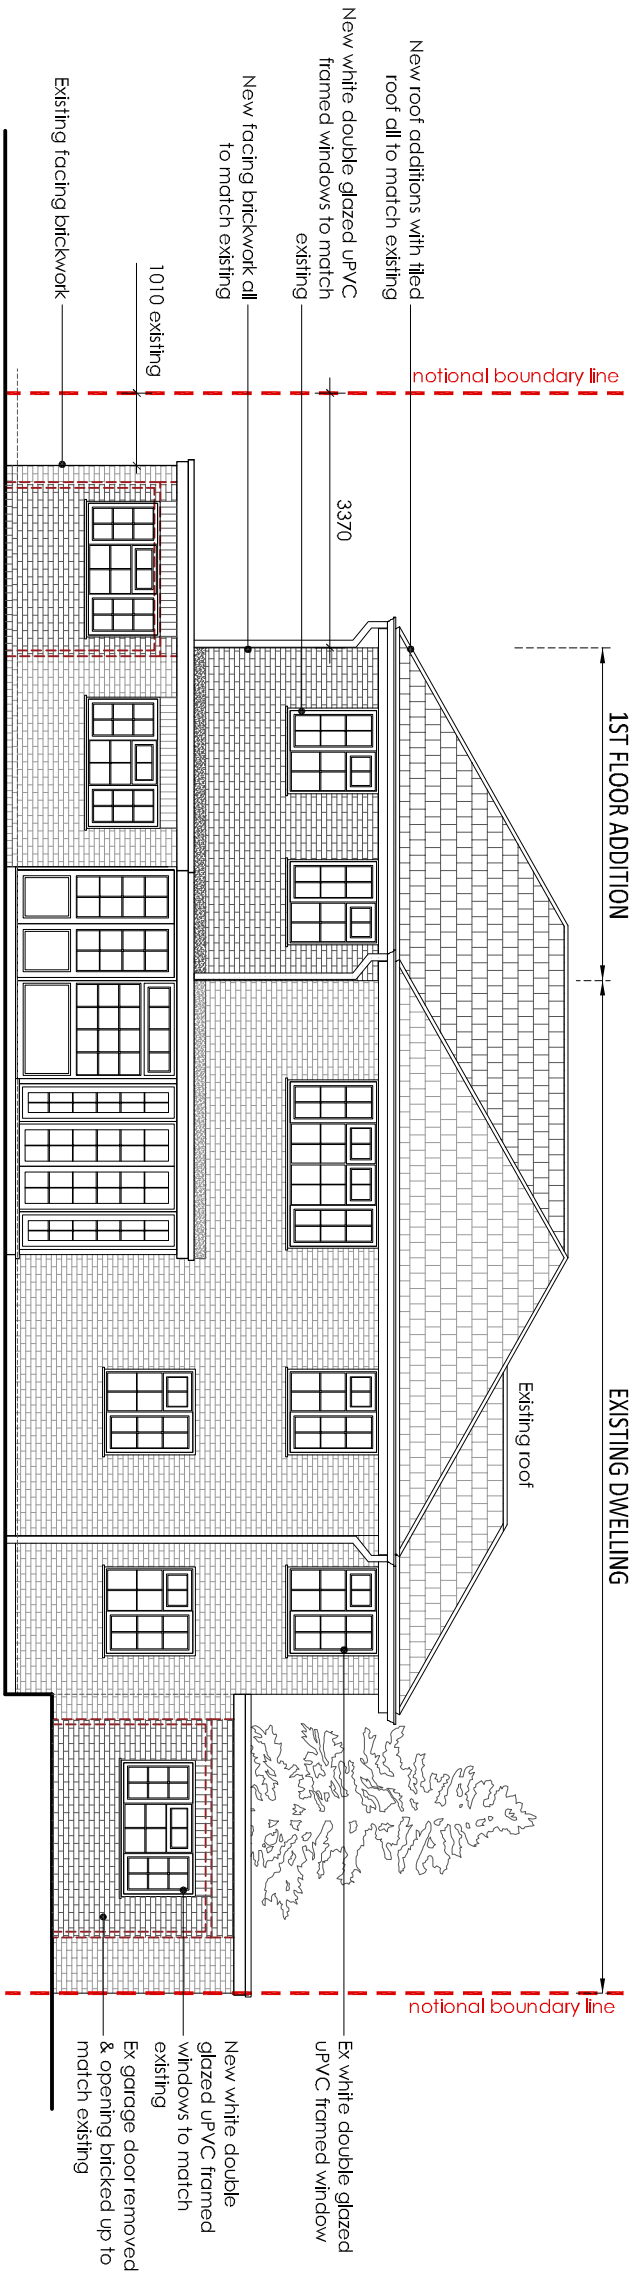 1ST FLOOR ADDITION
EXISTING DWELLING
New roof additions with tiled
roof all to match existing
New white double glazed uPVC
framed windows to match
existing
New facing brickwork all
to match existing
1010 existing
Existing facing brickwork
notional boundary line
3370
Existing roof
notional boundary line
Ex white double glazed
uPVC framed window
New white double
glazed uPVC framed
windows to match
existing
Ex garage door removed
& opening bricked up to
match existing